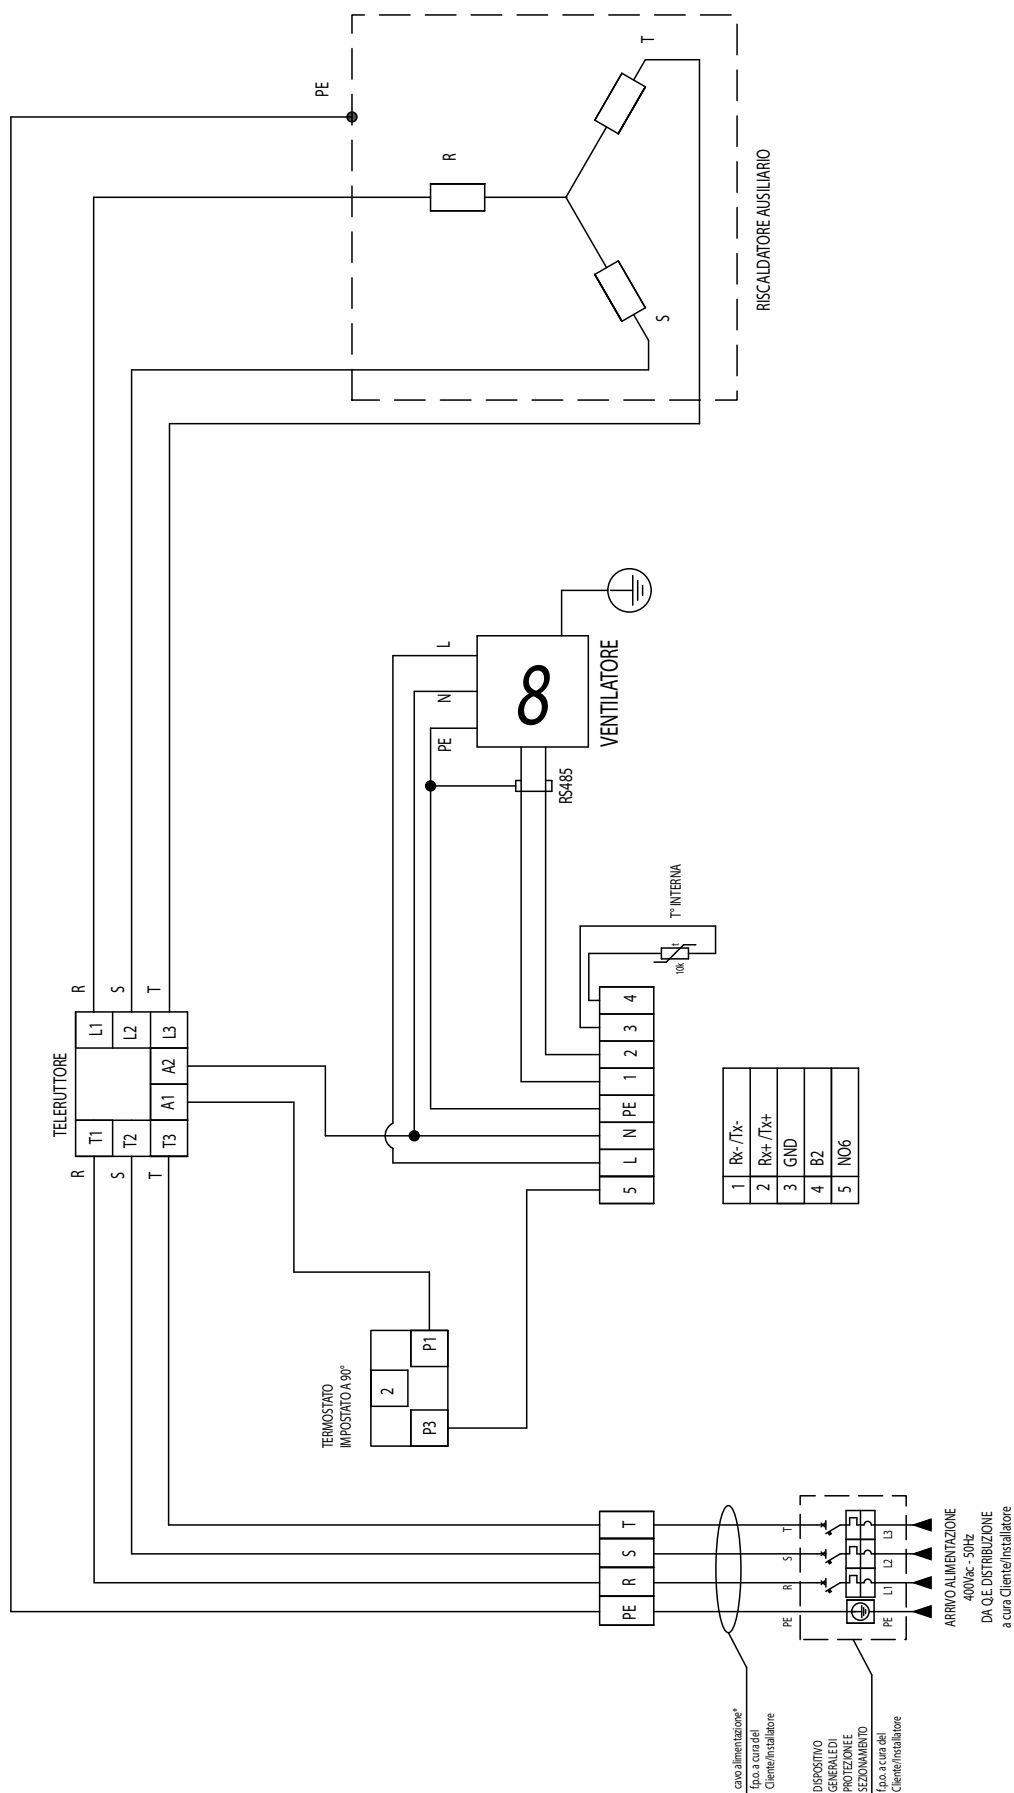 PE
T
R
S
RISCALDATORE AUSILIARIO
L
N
PE
8
VENTILATORE
RS485
T° INTERNA
10k
t
R
S
T
TELERUTTORE
L1
L2
L3
A2
A1
T1
T2
T3
R
S
T
4
3
2
1
PE
N
L
5
1 Rx- /Tx-
2 Rx+ /Tx+
3 GND
4 B2
5 NO6
TERMOSTATO
IMPOSTATO A 90°
2
P1
P3
T
S
R
PE
T
S
R
PE
L3
L2
L1
PE
ARRIVO ALIMENTAZIONE
400Vac - 50Hz
DA Q.E. DISTRIBUZIONE
a cura Cliente/Installatore
cavo alimentazione*
f.p.o. a cura del
Cliente/Installatore
DISPOSITIVO
GENERALE DI
PROTEZIONE E
SEZIONAMENTO
f.p.o. a cura del
Cliente/Installatore